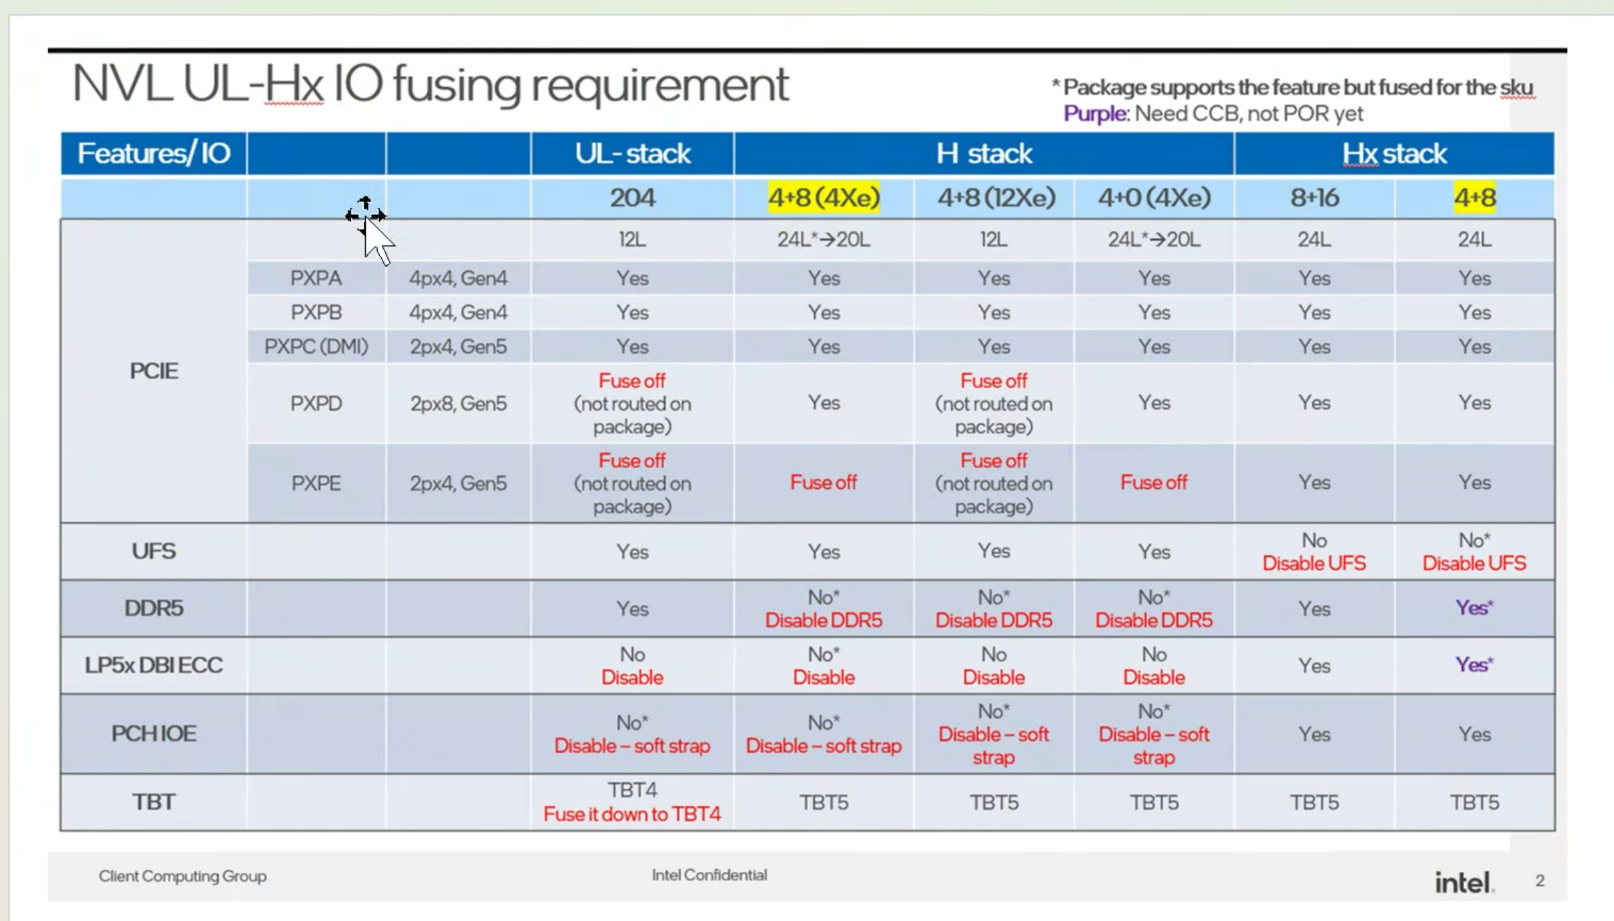 NVL UL-Hx IO fusing requirement
* Package supports the feature but fused for the sku
Purple: Need CCB, not POR yet
Features/ IO UL- stack H stack Hx stack
204 4+8 (4Xe) 4+8 (12Xe) 4+0 (4Xe) 8+16 4+8
12L 24L*→20L 12L 24L*→20L 24L 24L
PCIE
PXPA 4px4, Gen4 Yes Yes Yes Yes Yes Yes
PXPB 4px4, Gen4 Yes Yes Yes Yes Yes Yes
PXPC (DMI) 2px4, Gen5 Yes Yes Yes Yes Yes Yes
PXPD 2px8, Gen5 Fuse off (not routed on package) Yes Fuse off (not routed on package) Yes Yes Yes
PXPE 2px4, Gen5 Fuse off (not routed on package) Fuse off Fuse off (not routed on package) Fuse off Yes Yes
UFS Yes Yes Yes Yes No Disable UFS No* Disable UFS
DDR5 Yes No* Disable DDR5 No* Disable DDR5 No* Disable DDR5 Yes Yes*
LP5x DBI ECC No Disable No* Disable No Disable No Disable Yes Yes*
PCH IOE No* Disable – soft strap No* Disable – soft strap No* Disable – soft strap No* Disable – soft strap Yes Yes
TBT TBT4 Fuse it down to TBT4 TBT5 TBT5 TBT5 TBT5 TBT5
Client Computing Group Intel Confidential intel. 2